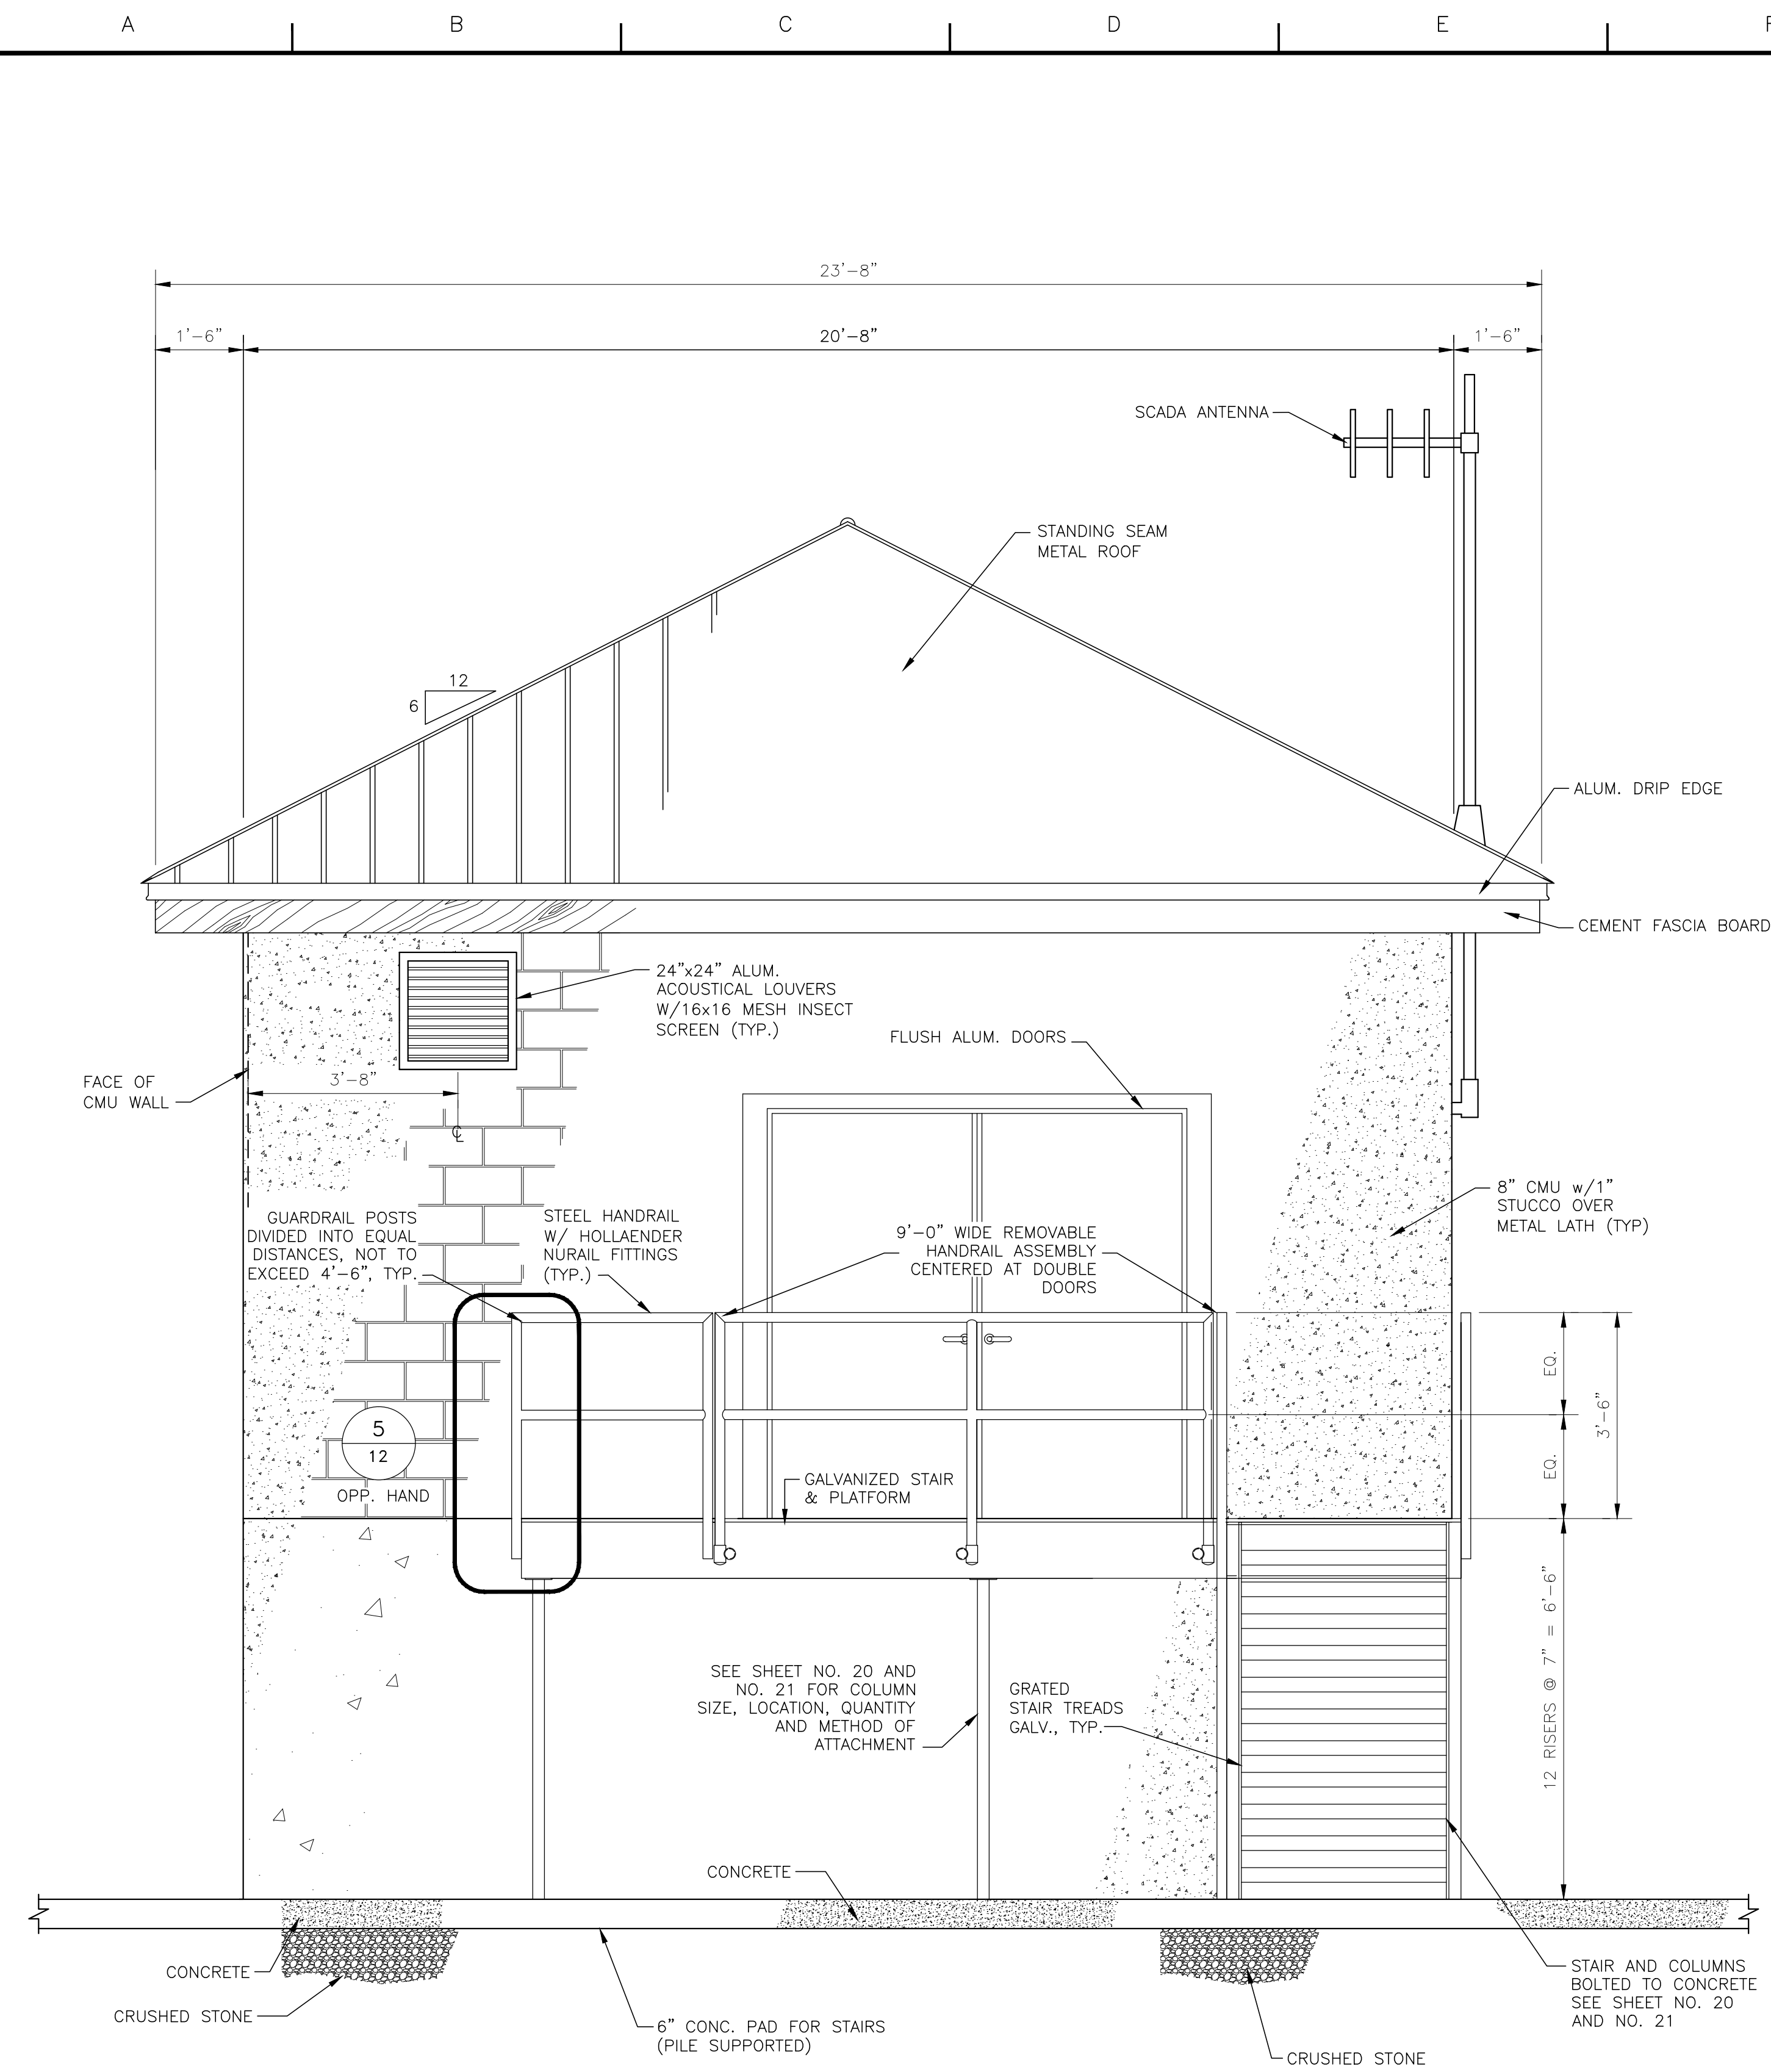 A B C D E F
23'-8"
1'-6" 20'-8" 1'-6"
SCADA ANTENNA
STANDING SEAM
METAL ROOF
12
6
ALUM. DRIP EDGE
CEMENT FASCIA BOARD
24"x24" ALUM.
ACOUSTICAL LOUVERS
W/16x16 MESH INSECT
SCREEN (TYP.)
FLUSH ALUM. DOORS
FACE OF
CMU WALL
3'-8"
℄
8" CMU w/1"
STUCCO OVER
METAL LATH (TYP)
GUARDRAIL POSTS
DIVIDED INTO EQUAL
DISTANCES, NOT TO
EXCEED 4'-6", TYP.
STEEL HANDRAIL
W/ HOLLAENDER
NURAIL FITTINGS
(TYP.)
9'-0" WIDE REMOVABLE
HANDRAIL ASSEMBLY
CENTERED AT DOUBLE
DOORS
EQ.
EQ.
3'-6"
5
12
OPP. HAND
GALVANIZED STAIR
& PLATFORM
12 RISERS @ 7" = 6'-6"
SEE SHEET NO. 20 AND
NO. 21 FOR COLUMN
SIZE, LOCATION, QUANTITY
AND METHOD OF
ATTACHMENT
GRATED
STAIR TREADS
GALV., TYP.
CONCRETE
CONCRETE
CRUSHED STONE
6" CONC. PAD FOR STAIRS
(PILE SUPPORTED)
STAIR AND COLUMNS
BOLTED TO CONCRETE
SEE SHEET NO. 20
AND NO. 21
CRUSHED STONE